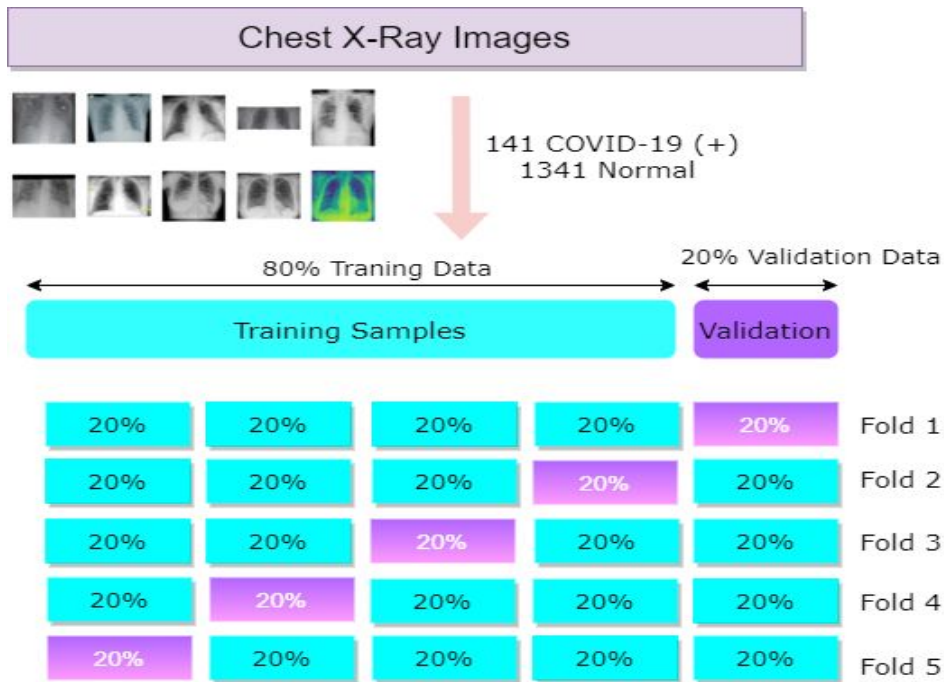 Chest X-Ray Images
141 COVID-19 (+)
1341 Normal
80% Traning Data
20% Validation Data
Training Samples
Validation
20% 20% 20% 20% 20% Fold 1
20% 20% 20% 20% 20% Fold 2
20% 20% 20% 20% 20% Fold 3
20% 20% 20% 20% 20% Fold 4
20% 20% 20% 20% 20% Fold 5